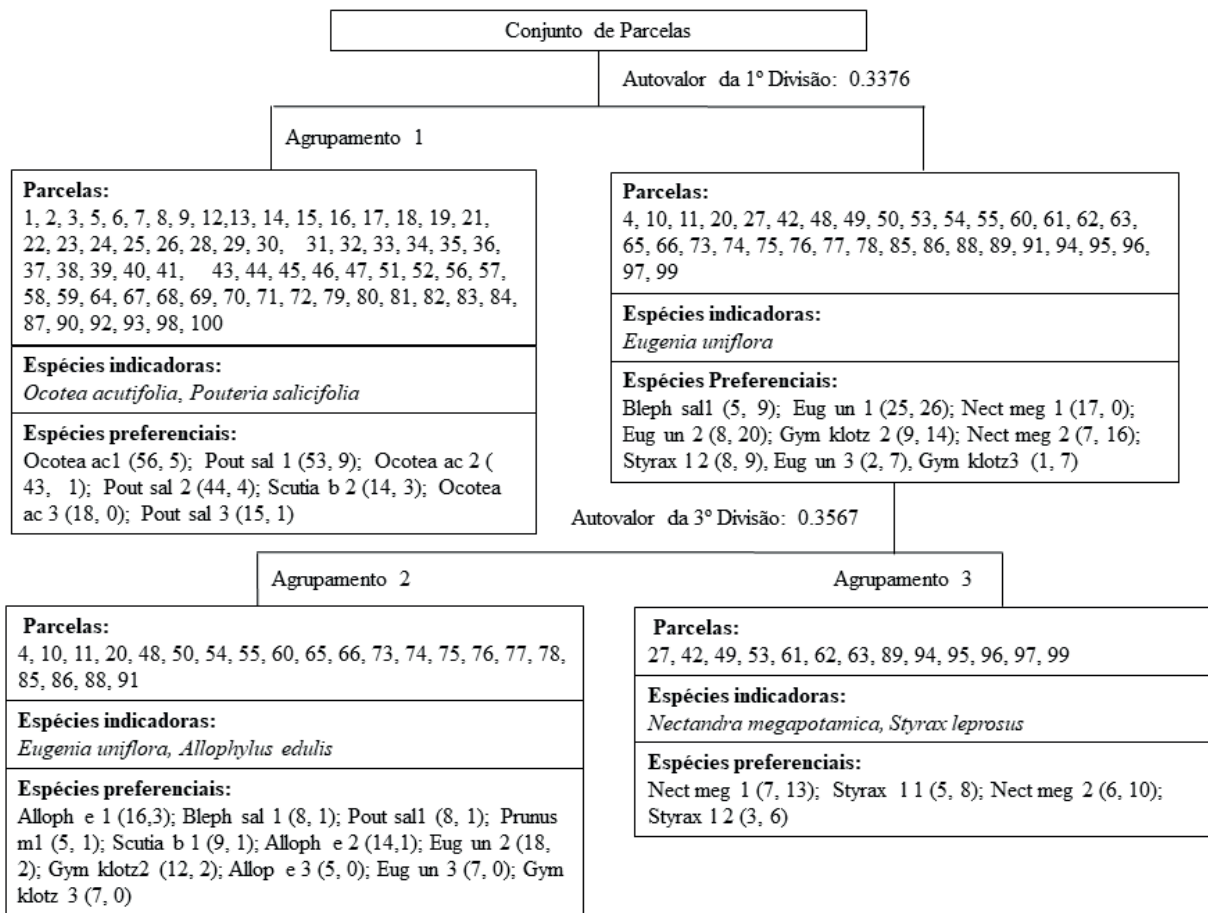 Conjunto de Parcelas
Autovalor da 1º Divisão: 0.3376
Agrupamento 1
Parcelas:
1, 2, 3, 5, 6, 7, 8, 9, 12,13, 14, 15, 16, 17, 18, 19, 21,
22, 23, 24, 25, 26, 28, 29, 30, 31, 32, 33, 34, 35, 36,
37, 38, 39, 40, 41, 43, 44, 45, 46, 47, 51, 52, 56, 57,
58, 59, 64, 67, 68, 69, 70, 71, 72, 79, 80, 81, 82, 83, 84,
87, 90, 92, 93, 98, 100
Espécies indicadoras:
Ocotea acutifolia, Pouteria salicifolia
Espécies preferenciais:
Ocotea ac1 (56, 5); Pout sal 1 (53, 9); Ocotea ac 2 (
43, 1); Pout sal 2 (44, 4); Scutia b 2 (14, 3); Ocotea
ac 3 (18, 0); Pout sal 3 (15, 1)
Parcelas:
4, 10, 11, 20, 27, 42, 48, 49, 50, 53, 54, 55, 60, 61, 62, 63,
65, 66, 73, 74, 75, 76, 77, 78, 85, 86, 88, 89, 91, 94, 95, 96,
97, 99
Espécies indicadoras:
Eugenia uniflora
Espécies Preferenciais:
Bleph sal1 (5, 9); Eug un 1 (25, 26); Nect meg 1 (17, 0);
Eug un 2 (8, 20); Gym klotz 2 (9, 14); Nect meg 2 (7, 16);
Styrax l 2 (8, 9), Eug un 3 (2, 7), Gym klotz3 (1, 7)
Autovalor da 3º Divisão: 0.3567
Agrupamento 2
Parcelas:
4, 10, 11, 20, 48, 50, 54, 55, 60, 65, 66, 73, 74, 75, 76, 77, 78,
85, 86, 88, 91
Espécies indicadoras:
Eugenia uniflora, Allophylus edulis
Espécies preferenciais:
Alloph e 1 (16,3); Bleph sal 1 (8, 1); Pout sal1 (8, 1); Prunus
m1 (5, 1); Scutia b 1 (9, 1); Alloph e 2 (14,1); Eug un 2 (18,
2); Gym klotz2 (12, 2); Allop e 3 (5, 0); Eug un 3 (7, 0); Gym
klotz 3 (7, 0)
Agrupamento 3
Parcelas:
27, 42, 49, 53, 61, 62, 63, 89, 94, 95, 96, 97, 99
Espécies indicadoras:
Nectandra megapotamica, Styrax leprosus
Espécies preferenciais:
Nect meg 1 (7, 13); Styrax l 1 (5, 8); Nect meg 2 (6, 10);
Styrax l 2 (3, 6)